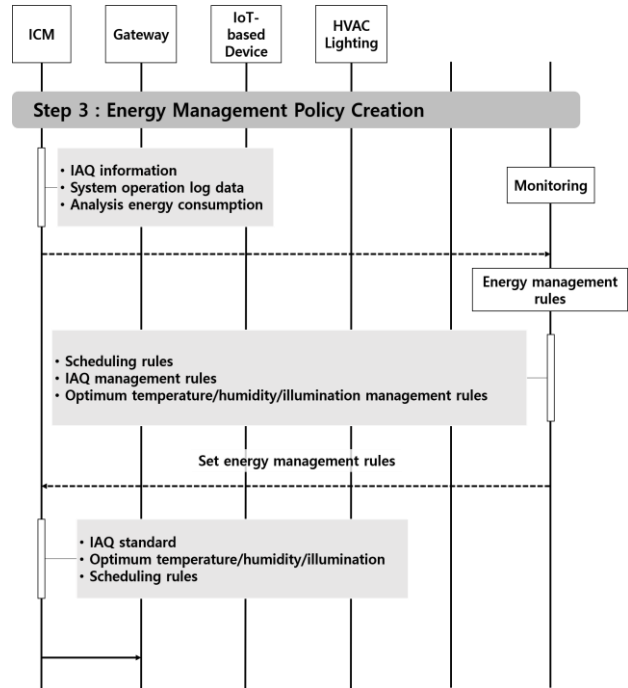 ICM
Gateway
IoT-
based
Device
HVAC
Lighting
Step 3 : Energy Management Policy Creation
• IAQ information
• System operation log data
• Analysis energy consumption
Monitoring
Energy management
rules
• Scheduling rules
• IAQ management rules
• Optimum temperature/humidity/illumination management rules
Set energy management rules
• IAQ standard
• Optimum temperature/humidity/illumination
• Scheduling rules